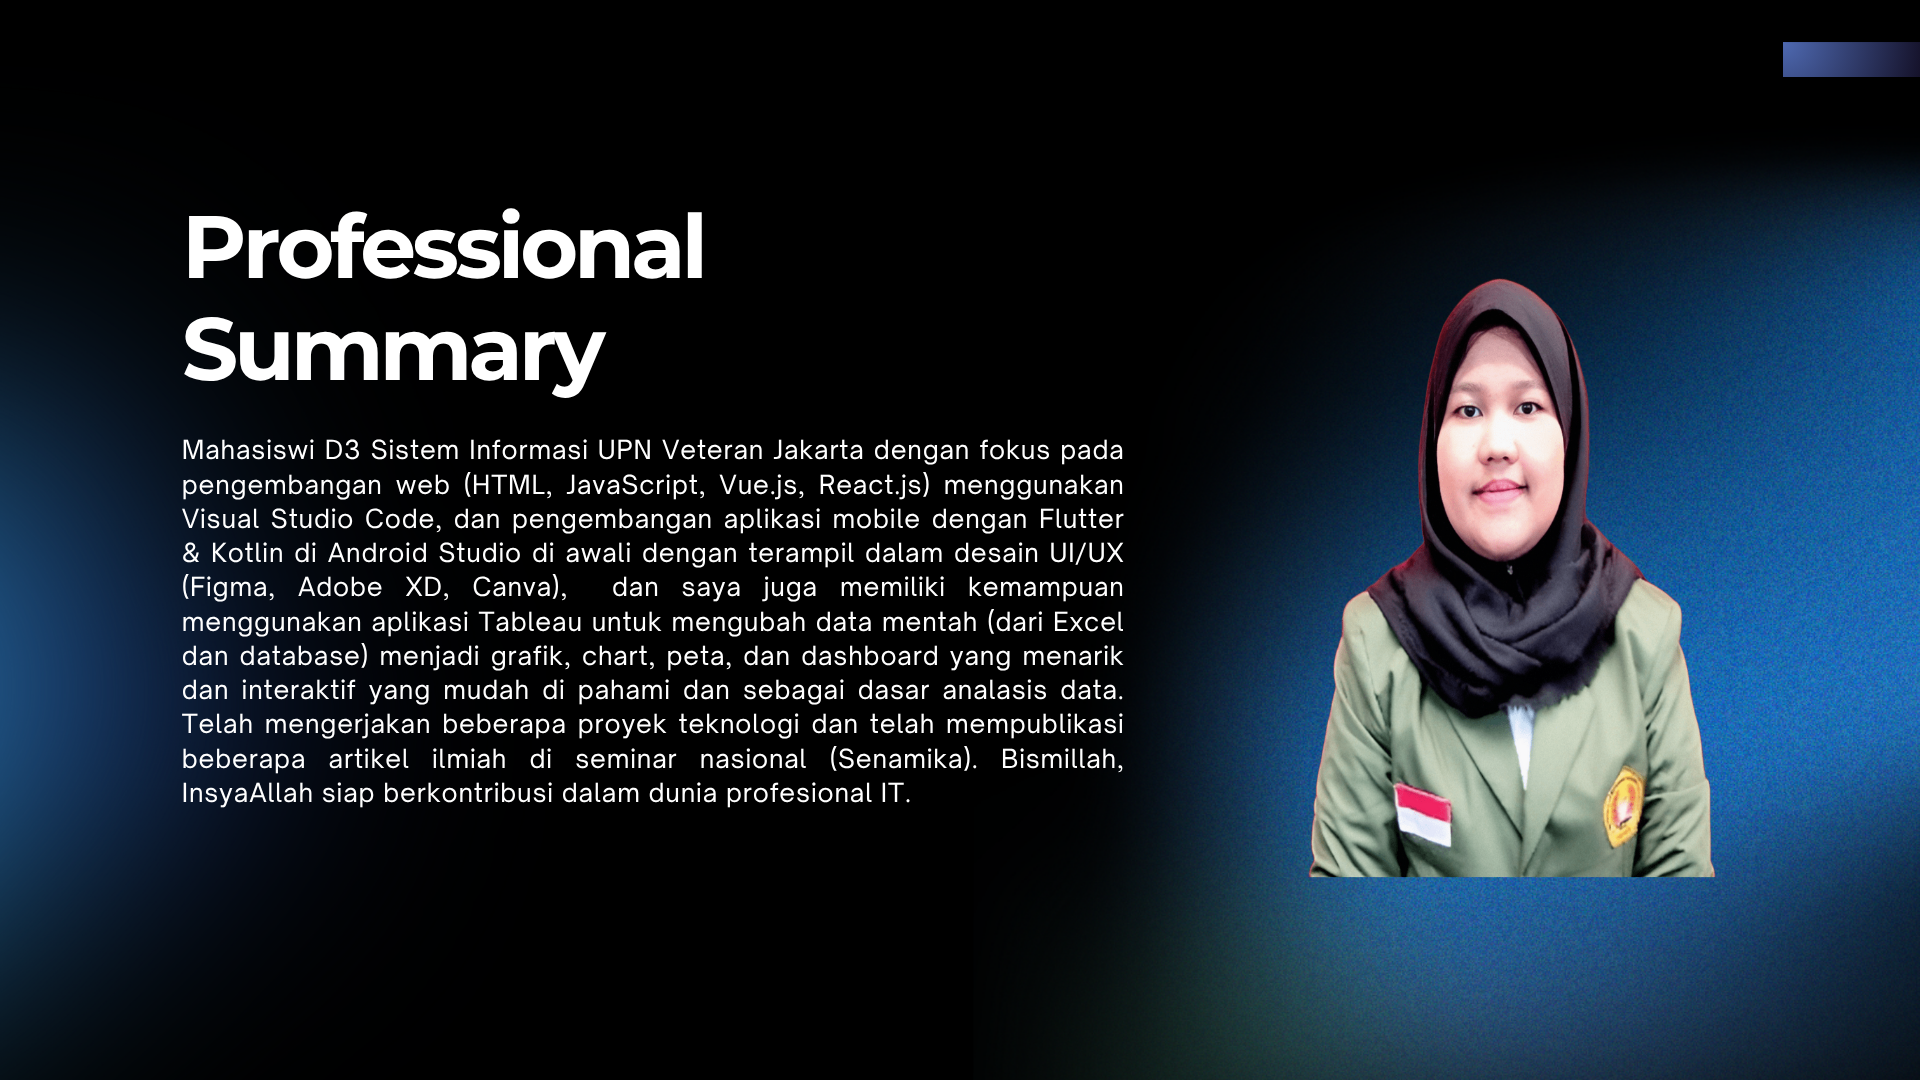 Professional
Summary
Mahasiswi D3 Sistem Informasi UPN Veteran Jakarta dengan fokus pada
pengembangan web (HTML, JavaScript, Vue.js, React.js) menggunakan
Visual Studio Code, dan pengembangan aplikasi mobile dengan Flutter
& Kotlin di Android Studio di awali dengan terampil dalam desain UI/UX
(Figma, Adobe XD, Canva), dan saya juga memiliki kemampuan
menggunakan aplikasi Tableau untuk mengubah data mentah (dari Excel
dan database) menjadi grafik, chart, peta, dan dashboard yang menarik
dan interaktif yang mudah di pahami dan sebagai dasar analasis data.
Telah mengerjakan beberapa proyek teknologi dan telah mempublikasi
beberapa artikel ilmiah di seminar nasional (Senamika). Bismillah,
InsyaAllah siap berkontribusi dalam dunia profesional IT.